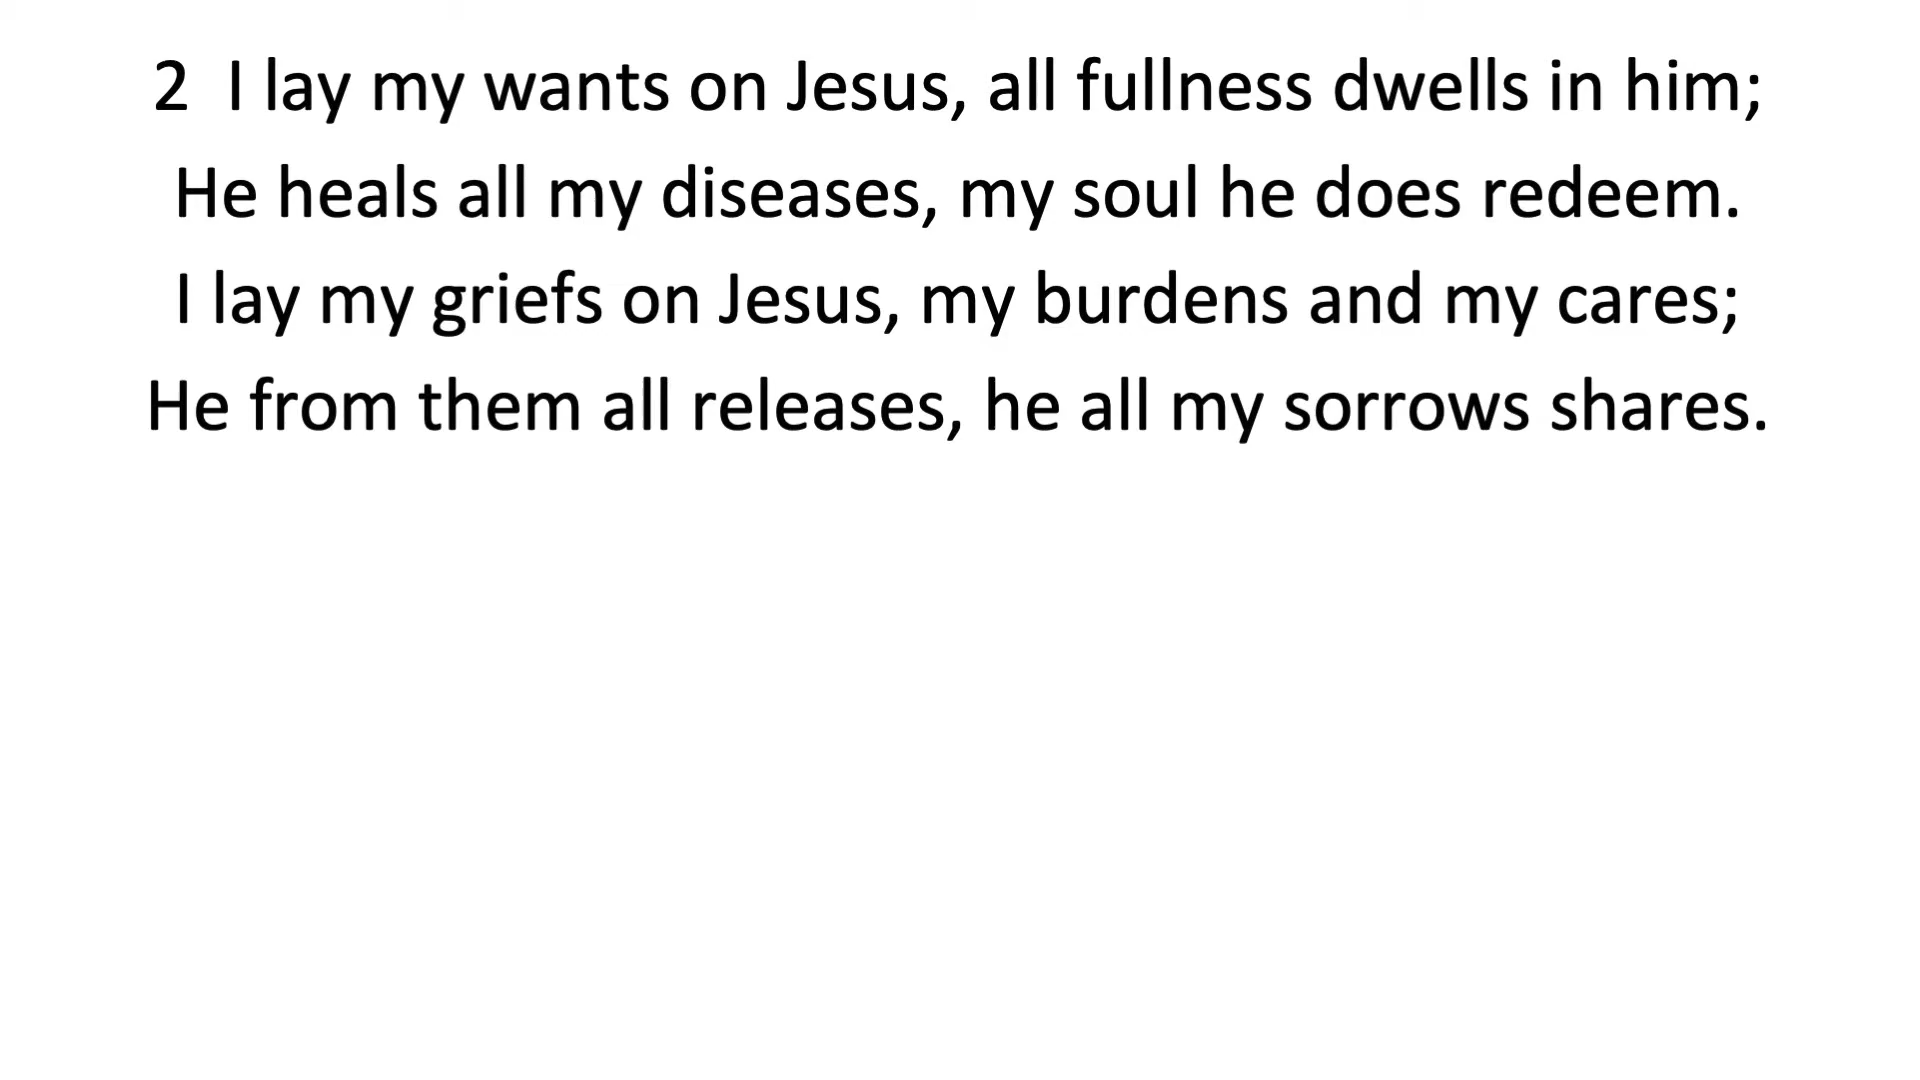 2  I lay my wants on Jesus, all fullness dwells in him;
He heals all my diseases, my soul he does redeem.
I lay my griefs on Jesus, my burdens and my cares;
He from them all releases, he all my sorrows shares.